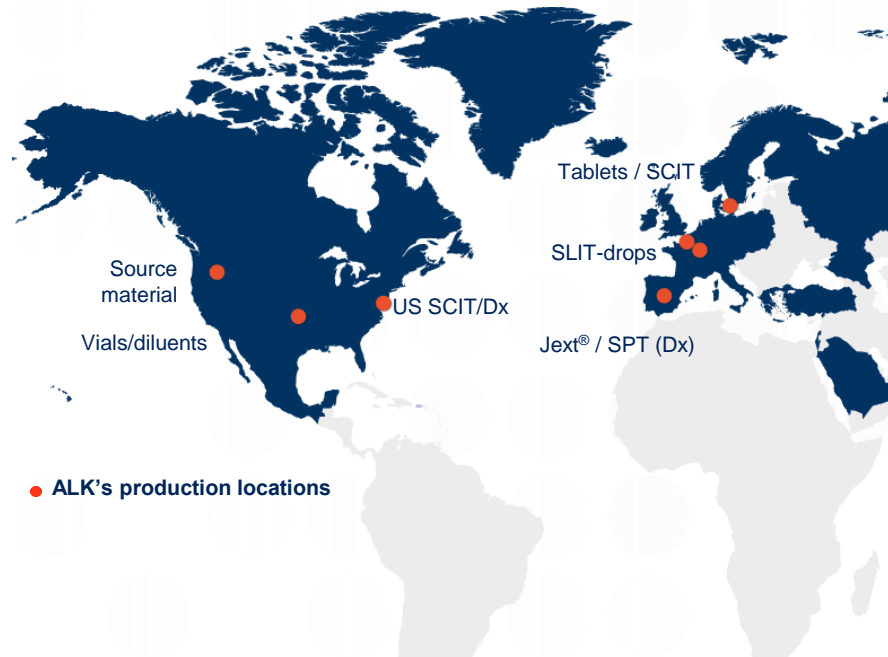 Tablets / SCIT
SLIT-drops
Source
material
US SCIT/Dx
Vials/diluents
Jext® / SPT (Dx)
ALK’s production locations